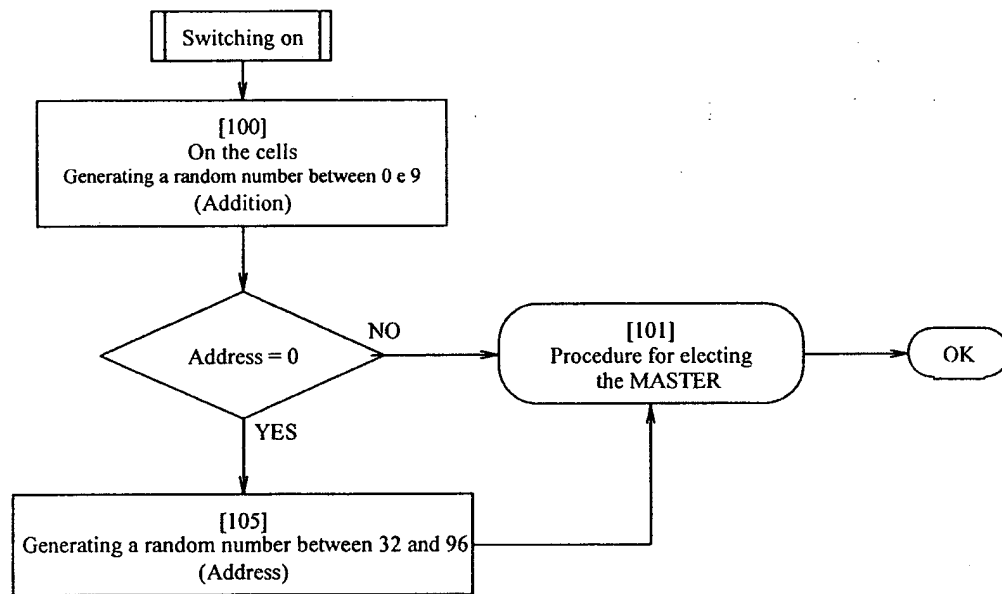 Switching on
[100]
On the cells
Generating a random number between 0 e 9
(Addition)
Address = 0
NO
YES
[101]
Procedure for electing
the MASTER
OK
[105]
Generating a random number between 32 and 96
(Address)